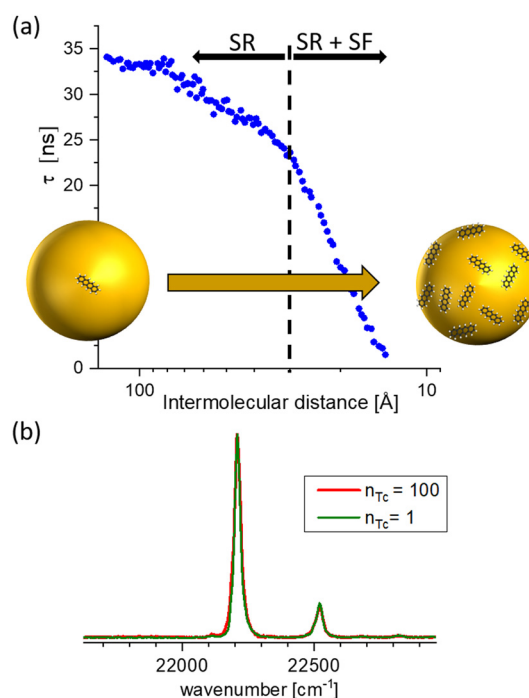 (a)
SR SR + SF
35
30
25
20
15
10
5
0
τ [ns]
100 10
Intermolecular distance [Å]
(b)
n_Tc = 100
n_Tc = 1
22000 22500
wavenumber [cm⁻¹]